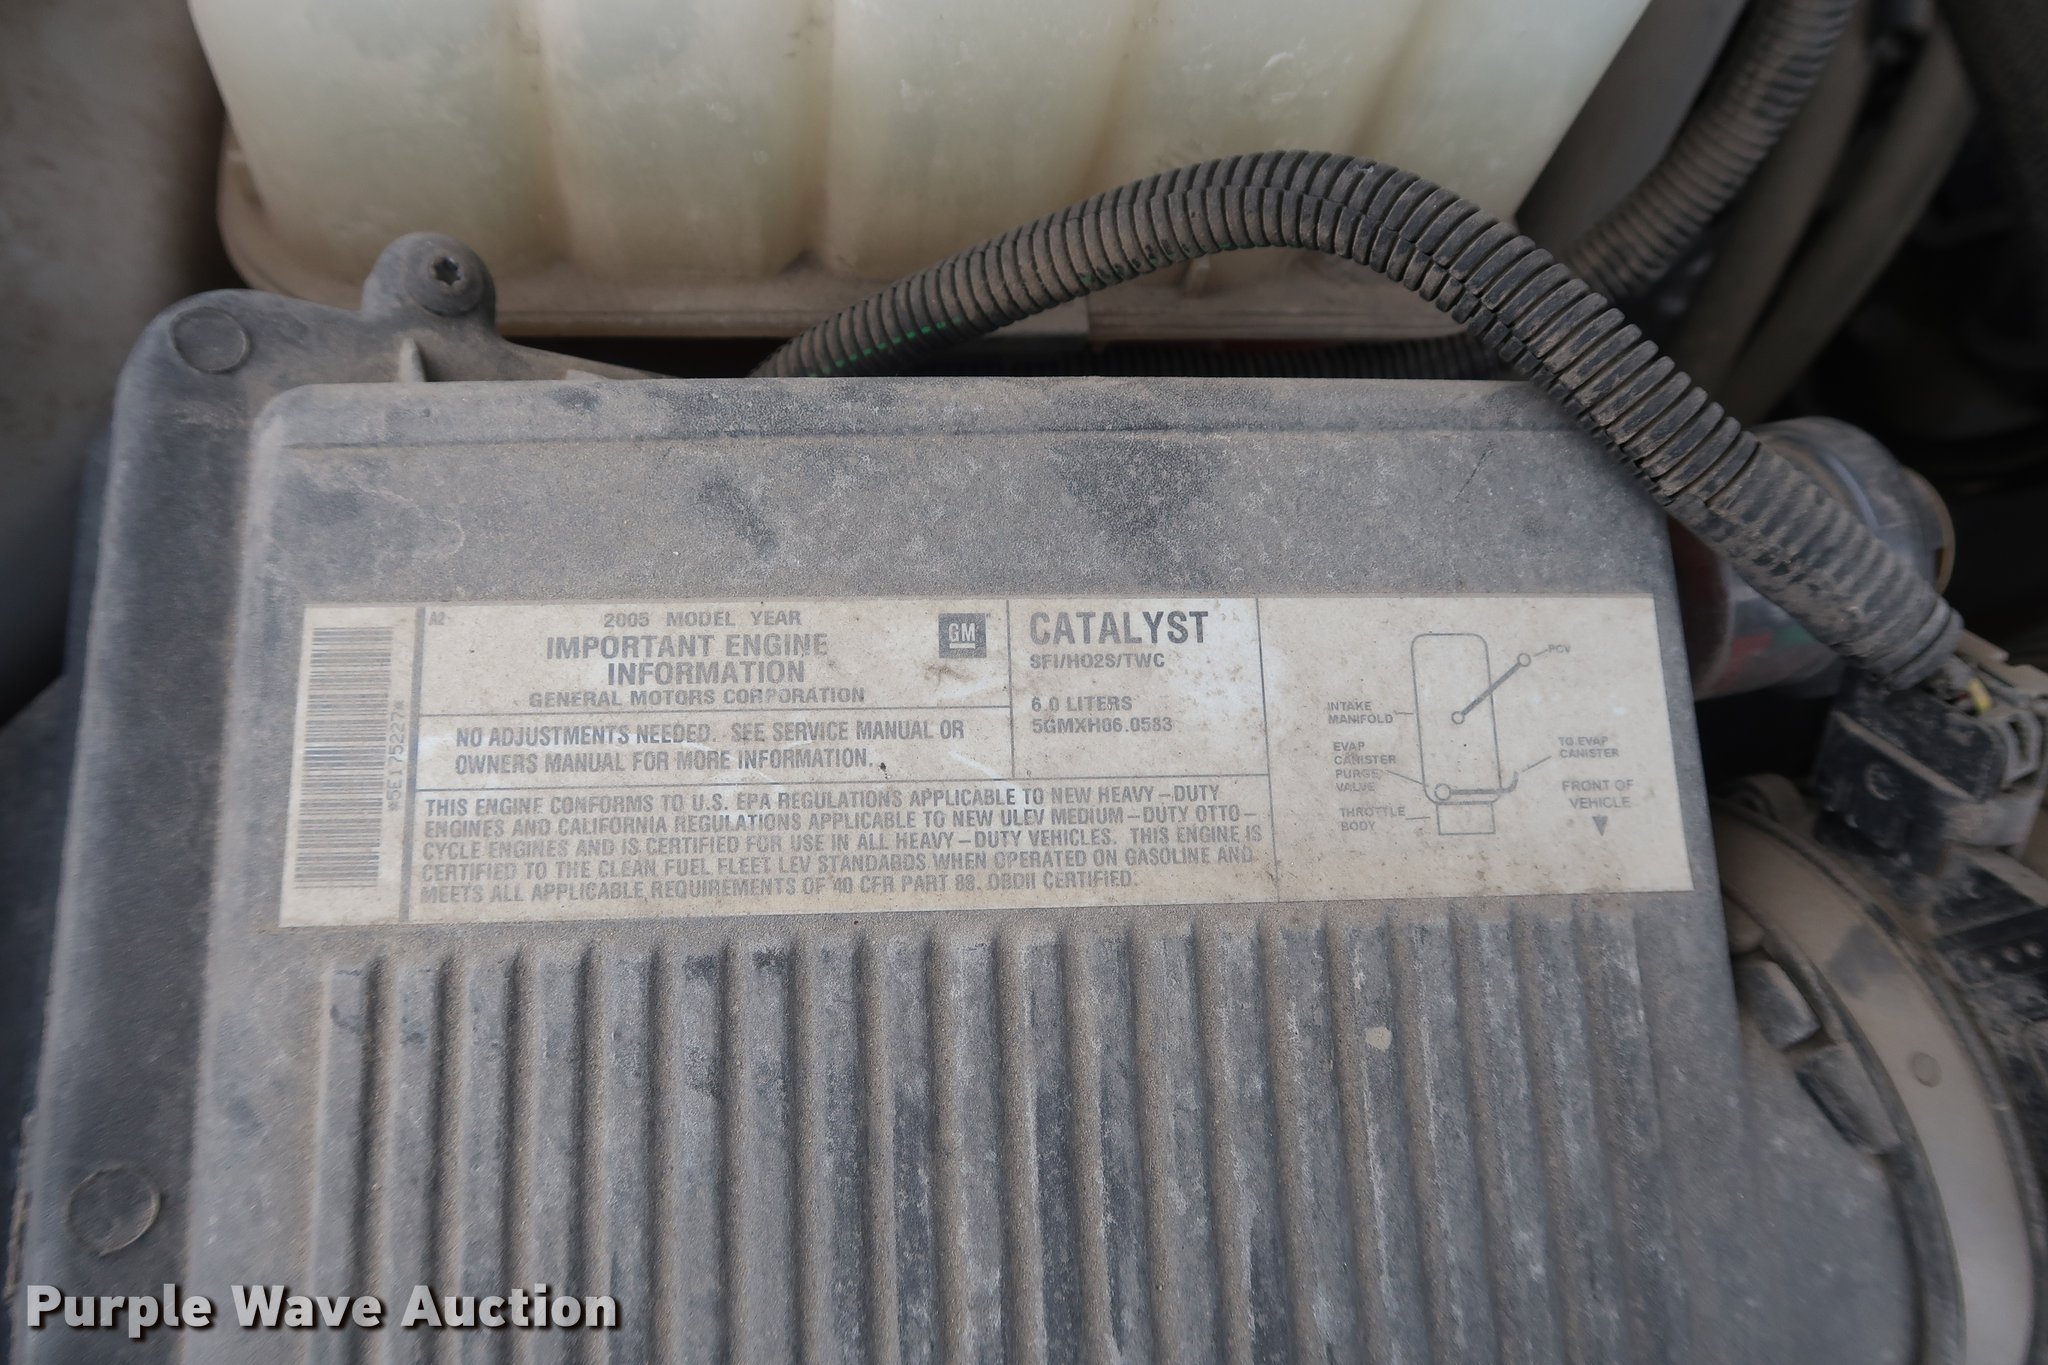 *5E175227*
A2
2005 MODEL YEAR
IMPORTANT ENGINE
INFORMATION
GENERAL MOTORS CORPORATION
GM
NO ADJUSTMENTS NEEDED. SEE SERVICE MANUAL OR
OWNERS MANUAL FOR MORE INFORMATION.
CATALYST
SFI/HO2S/TWC
6.0 LITERS
5GMXH06.0583
THIS ENGINE CONFORMS TO U.S. EPA REGULATIONS APPLICABLE TO NEW HEAVY-DUTY
ENGINES AND CALIFORNIA REGULATIONS APPLICABLE TO NEW ULEV MEDIUM-DUTY OTTO-
CYCLE ENGINES AND IS CERTIFIED FOR USE IN ALL HEAVY-DUTY VEHICLES. THIS ENGINE IS
CERTIFIED TO THE CLEAN FUEL FLEET LEV STANDARDS WHEN OPERATED ON GASOLINE AND
MEETS ALL APPLICABLE REQUIREMENTS OF 40 CFR PART 88. OBDII CERTIFIED.
PCV
INTAKE
MANIFOLD
EVAP
CANISTER
PURGE
VALVE
THROTTLE
BODY
TO EVAP
CANISTER
FRONT OF
VEHICLE
Purple Wave Auction